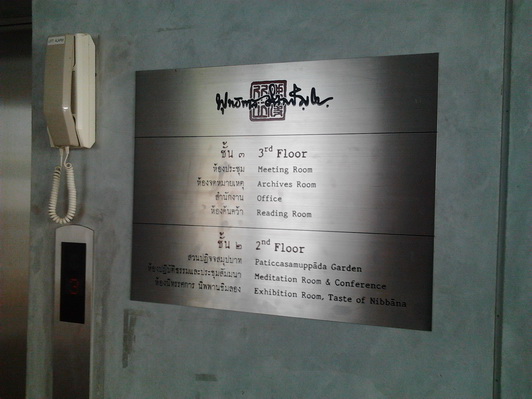 ชั้น ๓ 3rd Floor
ห้องประชุม Meeting Room
ห้องจดหมายเหตุ Archives Room
สำนักงาน Office
ห้องค้นคว้า Reading Room
ชั้น ๒ 2nd Floor
สวนปฏิจจสมุปบาท Paticcasamuppāda Garden
ห้องปฏิบัติธรรมและประชุมสัมมนา Meditation Room & Conference
ห้องนิทรรศการ นิพพานชิมลอง Exhibition Room, Taste of Nibbāna
3